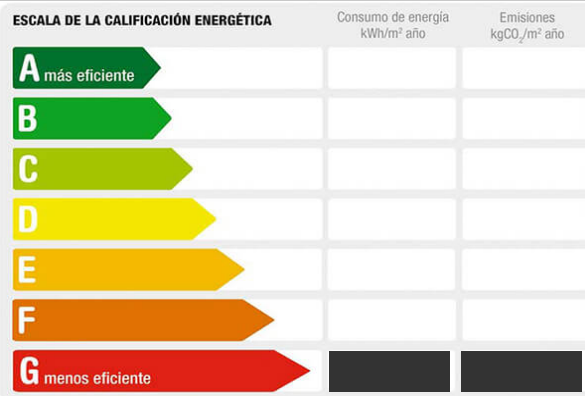 ESCALA DE LA CALIFICACIÓN ENERGÉTICA
Consumo de energía
kWh/m² año
Emisiones
kgCO₂/m² año
A más eficiente
B
C
D
E
F
G menos eficiente